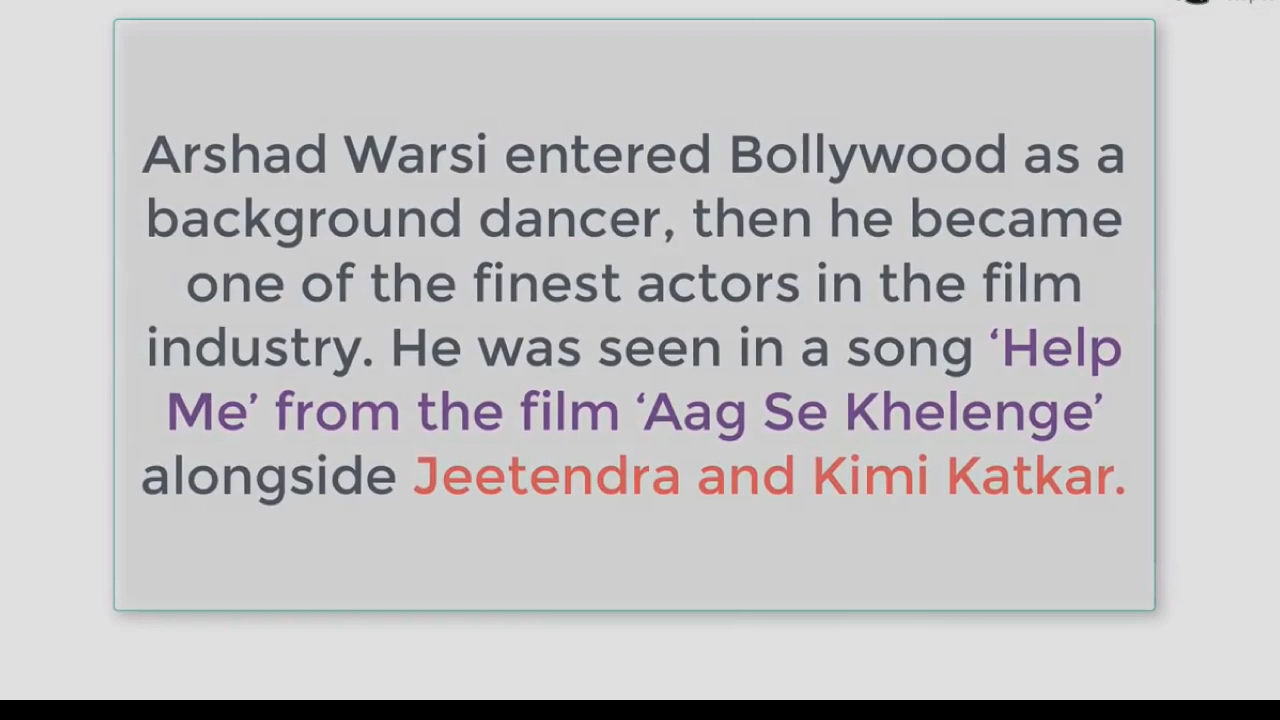 Arshad Warsi entered Bollywood as a
background dancer, then he became
one of the finest actors in the film
industry. He was seen in a song ‘Help
Me’ from the film ‘Aag Se Khelenge’
alongside Jeetendra and Kimi Katkar.